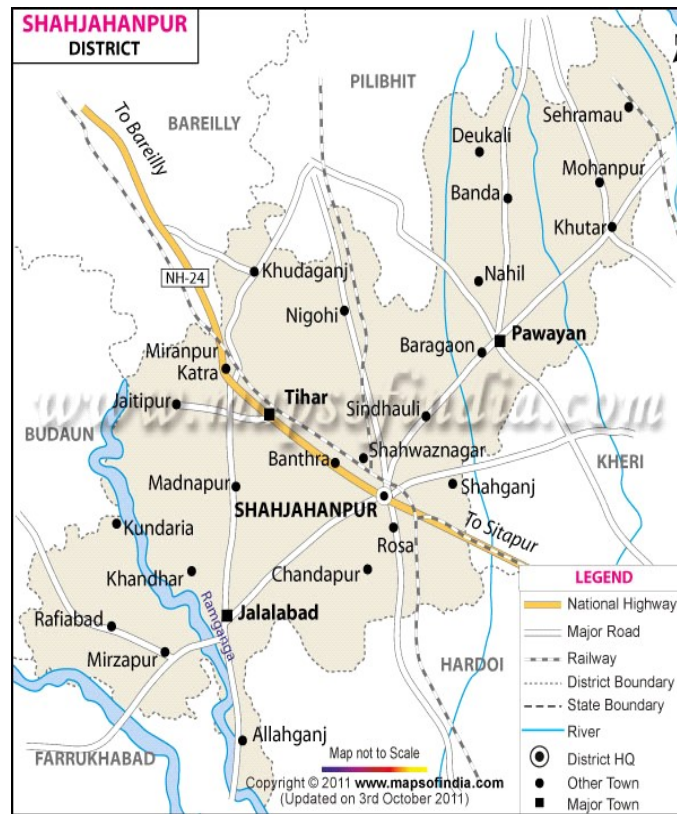 SHAHJAHANPUR
DISTRICT
PILIBHIT
BAREILLY
To Bareilly
Sehramau
Deukali
Mohanpur
Banda
Khutar
Khudaganj
NH-24
Nahil
Nigohi
Pawayan
Baragaon
Miranpur
Katra
Tihar
www.mapsofindia.com
Jaitipur
Sindhauli
BUDAUN
Shahwaznagar
Banthra
KHERI
Madnapur
Shahganj
SHAHJAHANPUR
To Sitapur
Kundaria
Rosa
Khandhar
Chandapur
Ramganga
Jalalabad
Rafiabad
Mirzapur
HARDOI
Allahganj
FARRUKHABAD
LEGEND
National Highway
Major Road
Railway
District Boundary
State Boundary
River
District HQ
Other Town
Major Town
Map not to Scale
Copyright © 2011 www.mapsofindia.com
(Updated on 3rd October 2011)